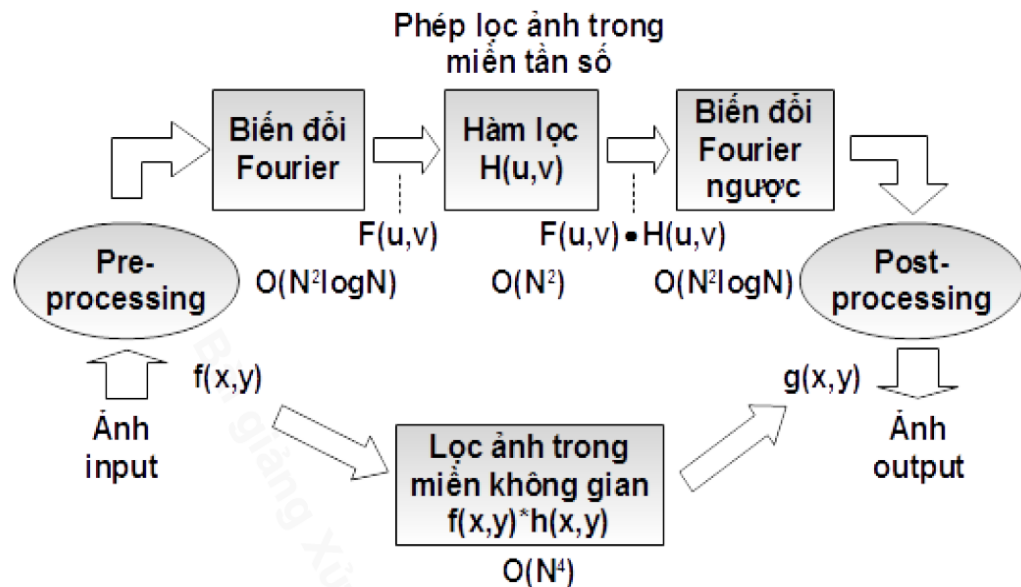 Phép lọc ảnh trong
miền tần số
Biến đổi
Fourier
Hàm lọc
H(u,v)
Biến đổi
Fourier
ngược
F(u,v)
F(u,v)•H(u,v)
Pre-
processing
O(N²logN)
O(N²)
O(N²logN)
Post-
processing
f(x,y)
g(x,y)
Ảnh
input
Lọc ảnh trong
miền không gian
f(x,y)*h(x,y)
Ảnh
output
O(N⁴)